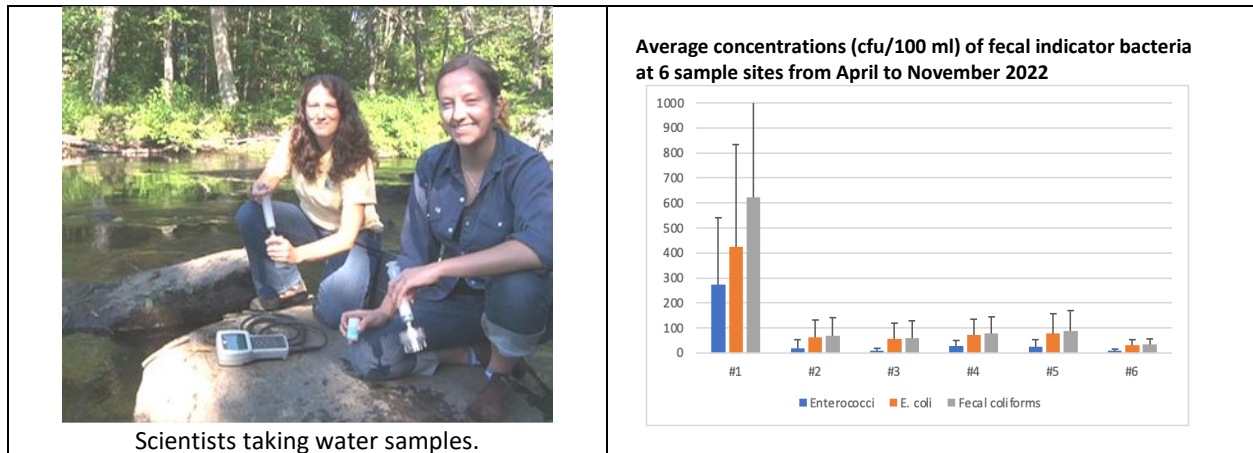 Scientists taking water samples.
Average concentrations (cfu/100 ml) of fecal indicator bacteria
at 6 sample sites from April to November 2022
1000
900
800
700
600
500
400
300
200
100
0
#1 #2 #3 #4 #5 #6
Enterococci E. coli Fecal coliforms